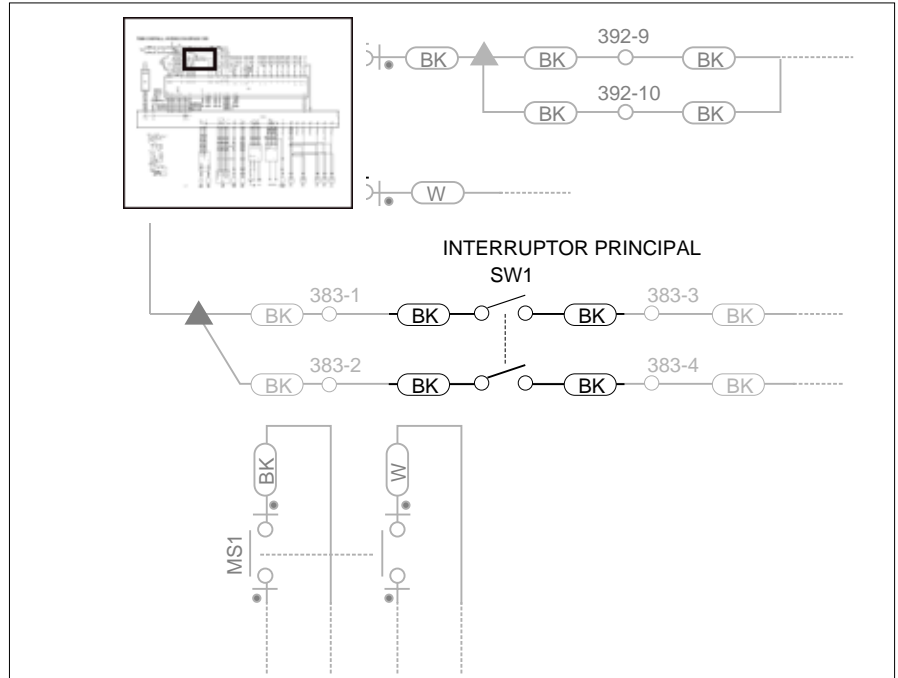 392-9
BK BK BK
392-10
BK BK
W
INTERRUPTOR PRINCIPAL
SW1
383-1 383-3
BK BK BK BK
383-2 383-4
BK BK BK BK
BK W
MS1